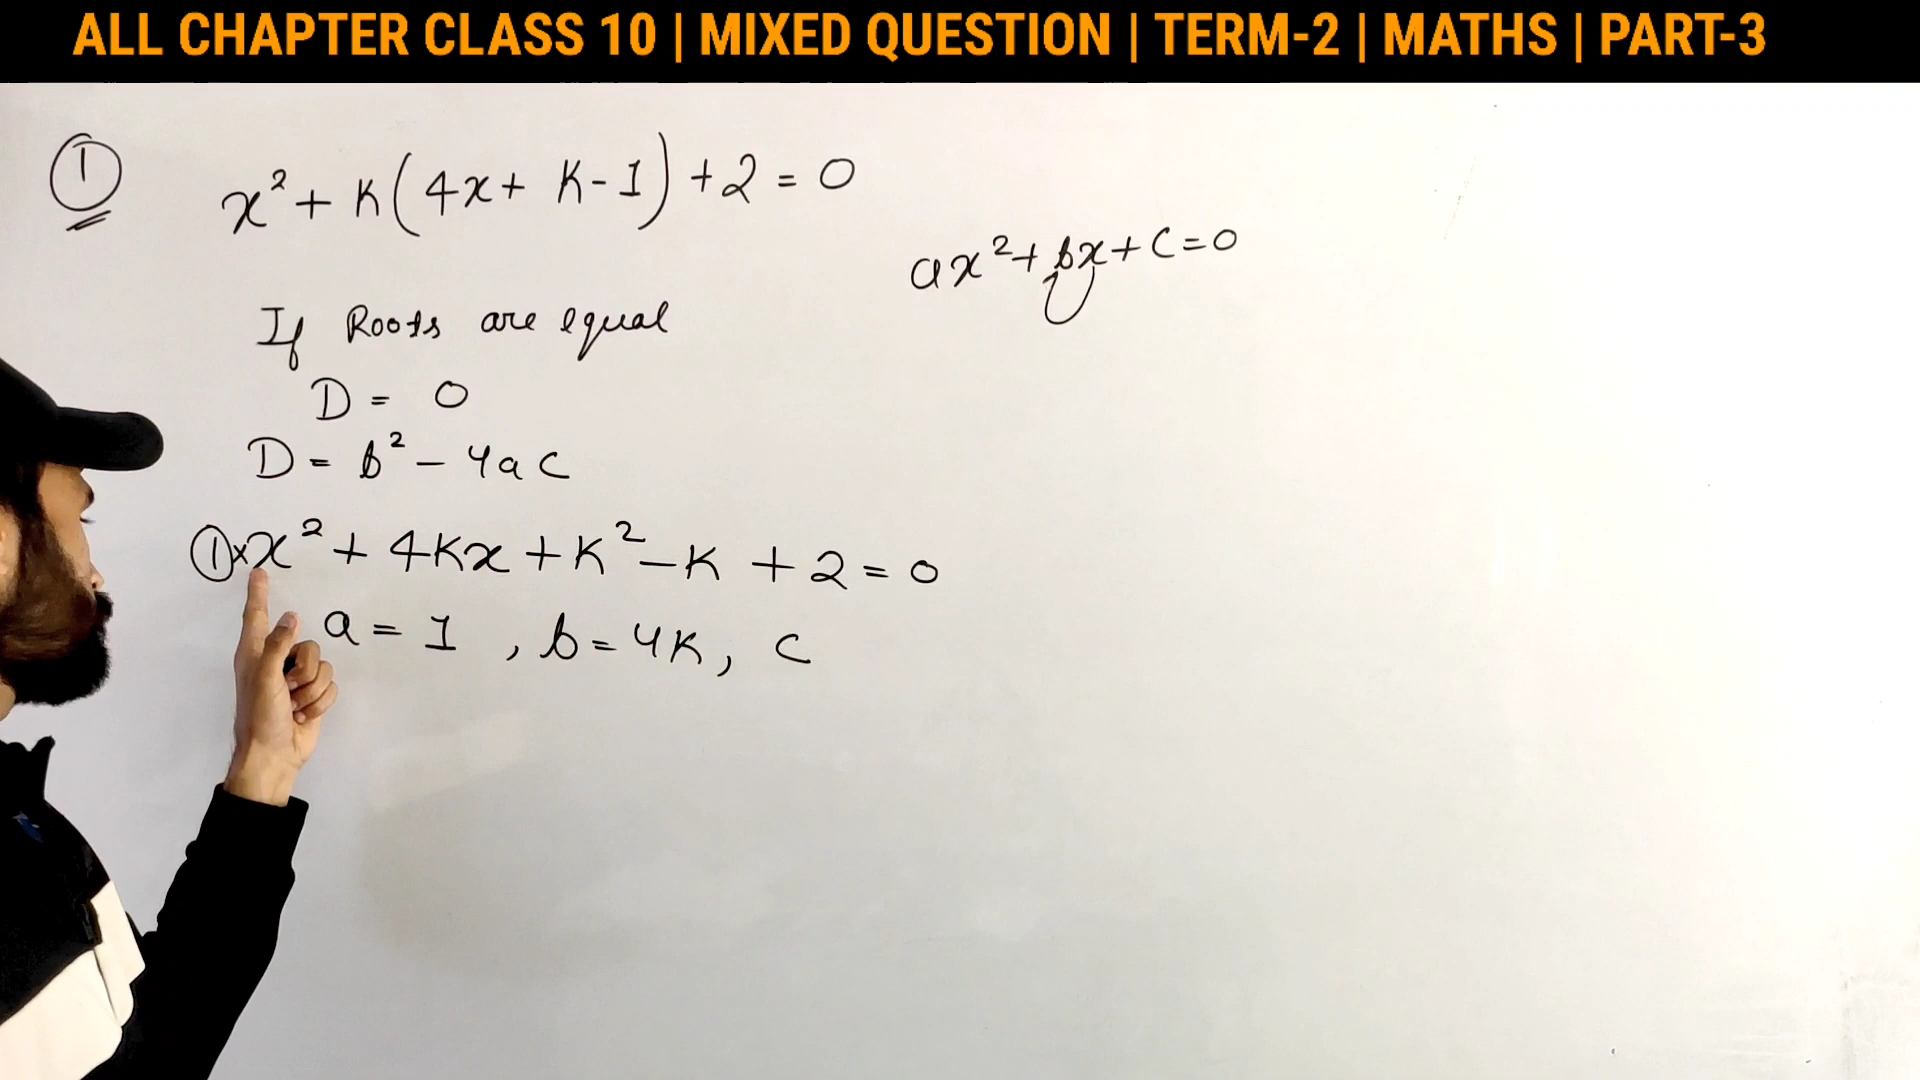 ALL CHAPTER CLASS 10 | MIXED QUESTION | TERM-2 | MATHS | PART-3
① x² + K(4x + K-1) + 2 = 0
ax² + bx + c = 0
If Roots are equal
D = 0
D = b² - 4ac
①×x² + 4Kx + K² - K + 2 = 0
a = 1 , b = 4K , c